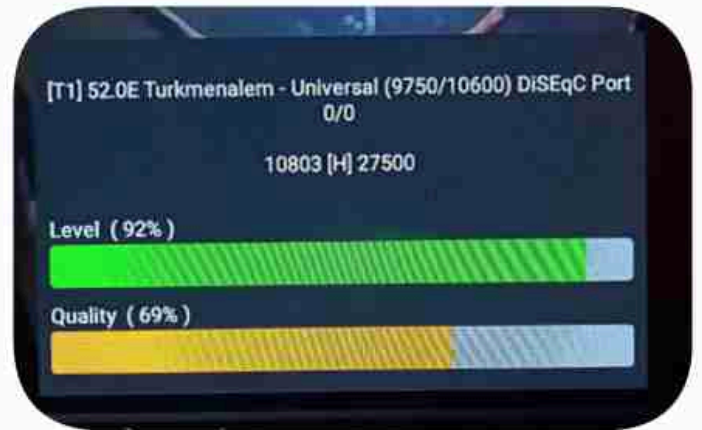 [T1] 52.0E Turkmenalem - Universal (9750/10600) DiSEqC Port
0/0
10803 [H] 27500
Level ( 92% )
Quality ( 69% )